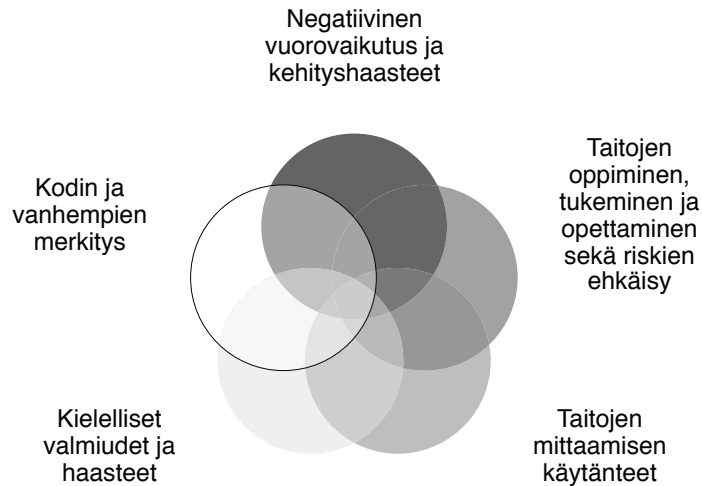 Negatiivinen
vuorovaikutus ja
kehityshaasteet
Taitojen
oppiminen,
tukeminen ja
opettaminen
sekä riskien
ehkäisy
Kodin ja
vanhempien
merkitys
Kielelliset
valmiudet ja
haasteet
Taitojen
mittaamisen
käytänteet